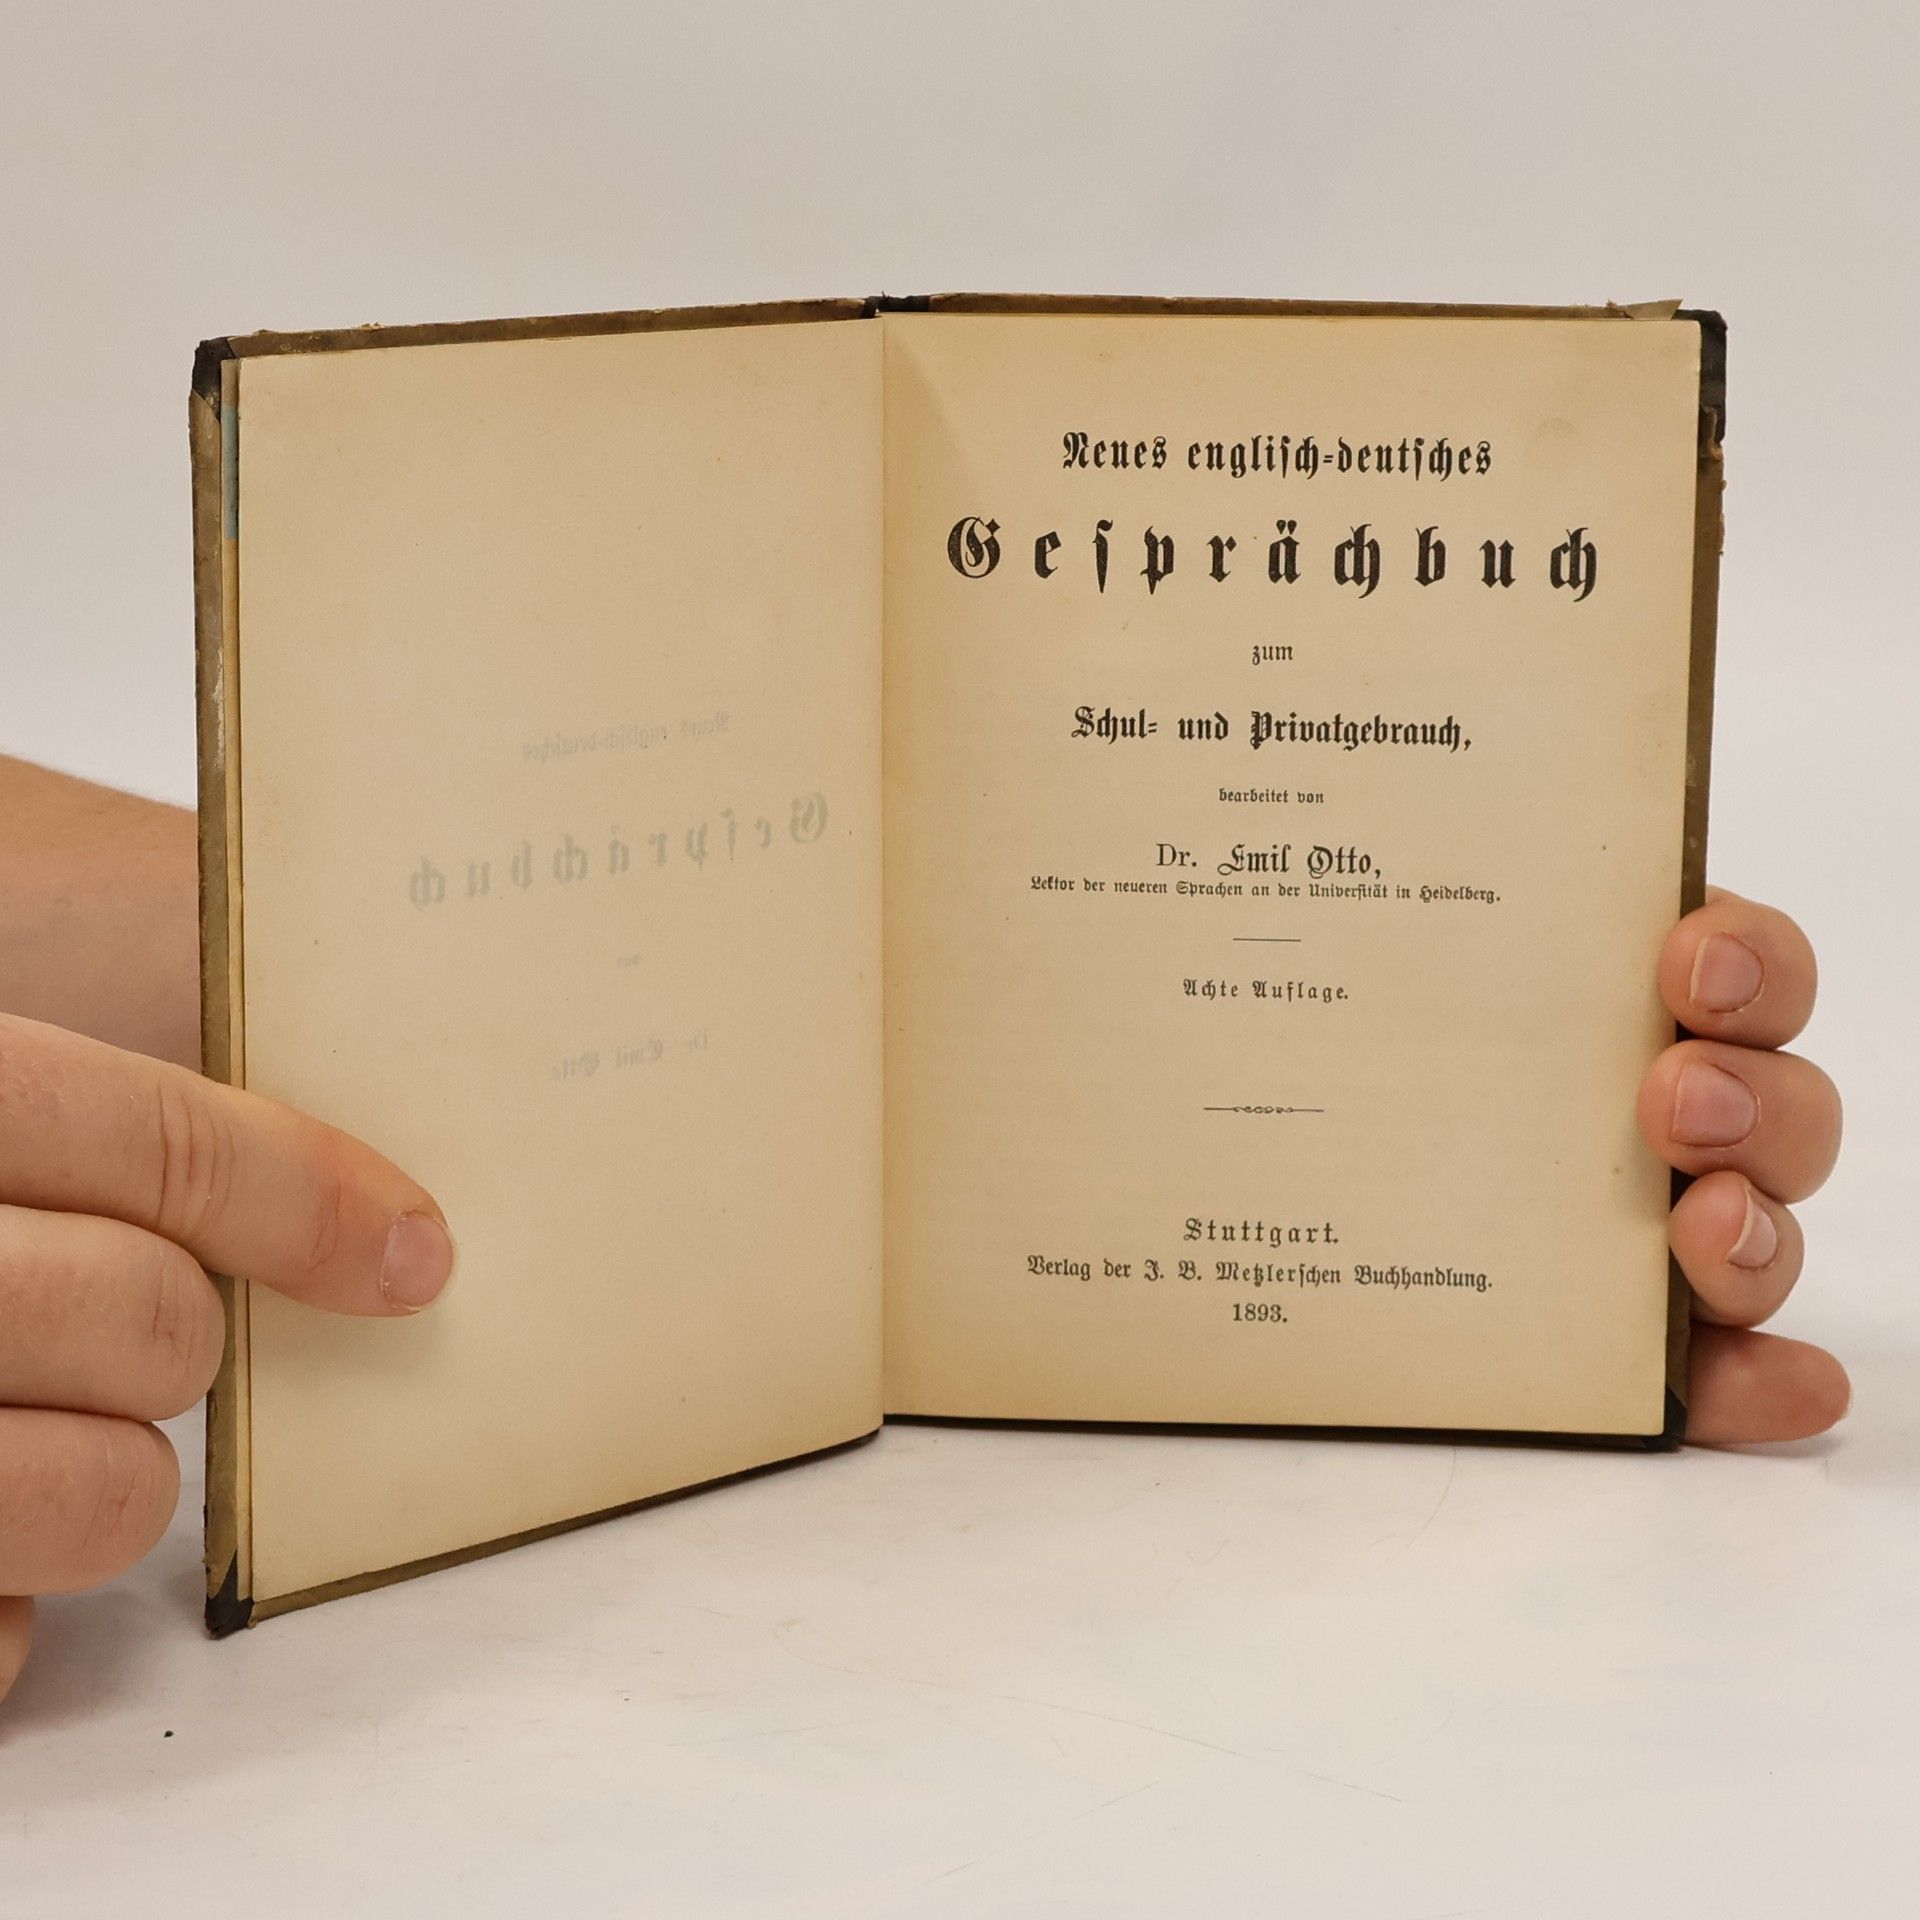 Neues engliſch-deutſches
Geſprächbuch
zum
Schul- und Privatgebrauch,
bearbeitet von
Dr. Emil Otto,
Lektor der neueren Sprachen an der Univerſität in Heidelberg.
Achte Auflage.
Stuttgart.
Verlag der J. B. Metzlerſchen Buchhandlung.
1893.